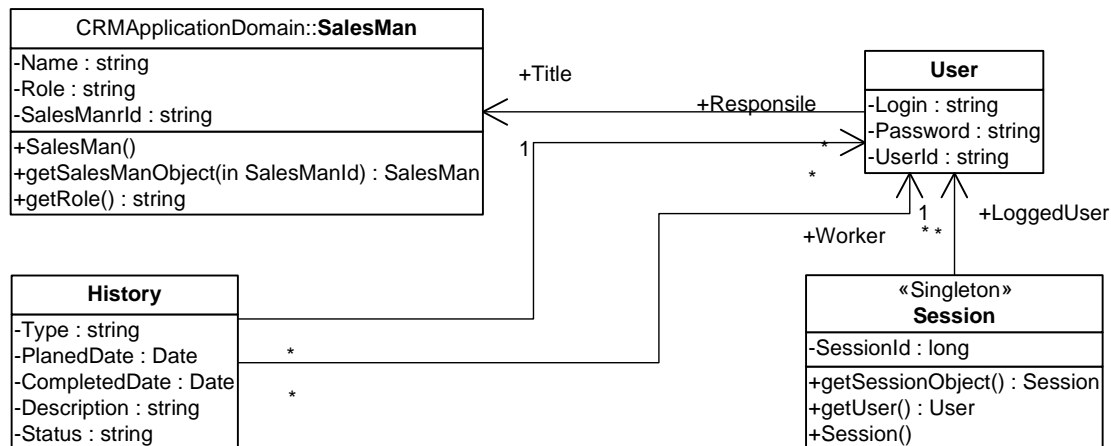 CRMApplicationDomain::SalesMan
-Name : string
-Role : string
-SalesManrId : string
+SalesMan()
+getSalesManObject(in SalesManId) : SalesMan
+getRole() : string
+Title
+Responsile
1
*
*
User
-Login : string
-Password : string
-UserId : string
+Worker
1
*
*
+LoggedUser
History
-Type : string
-PlanedDate : Date
-CompletedDate : Date
-Description : string
-Status : string
*
*
«Singleton»
Session
-SessionId : long
+getSessionObject() : Session
+getUser() : User
+Session()